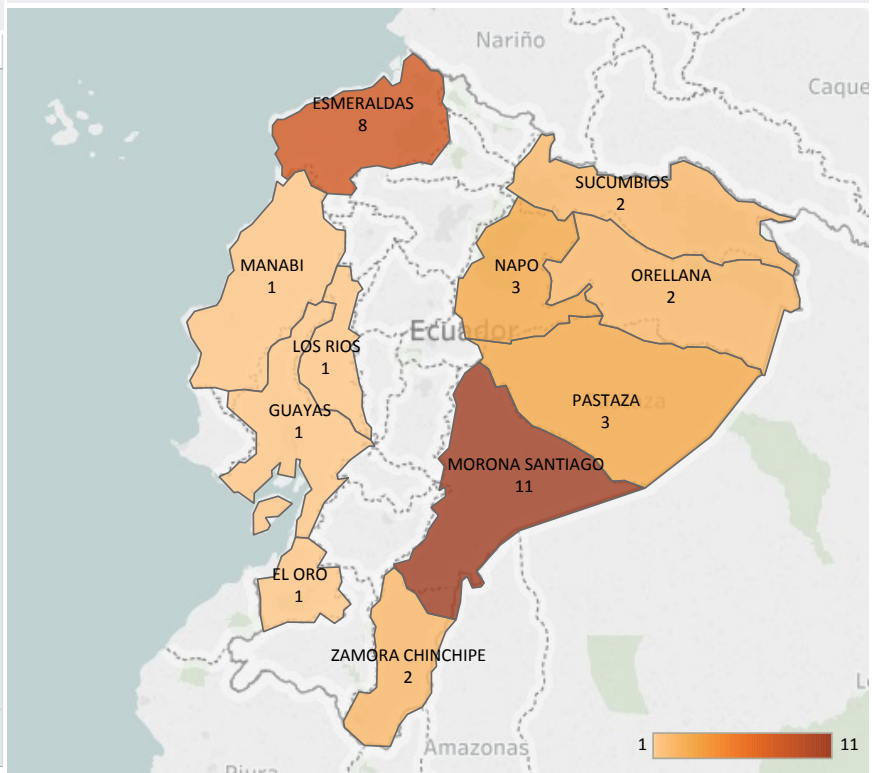 Nariño
Caque
ESMERALDAS
8
SUCUMBIOS
2
MANABI
1
NAPO
3
ORELLANA
2
Ecuador
LOS RIOS
1
GUAYAS
1
PASTAZA
3
MORONA SANTIAGO
11
EL ORO
1
ZAMORA CHINCHIPE
2
Amazonas
1
11